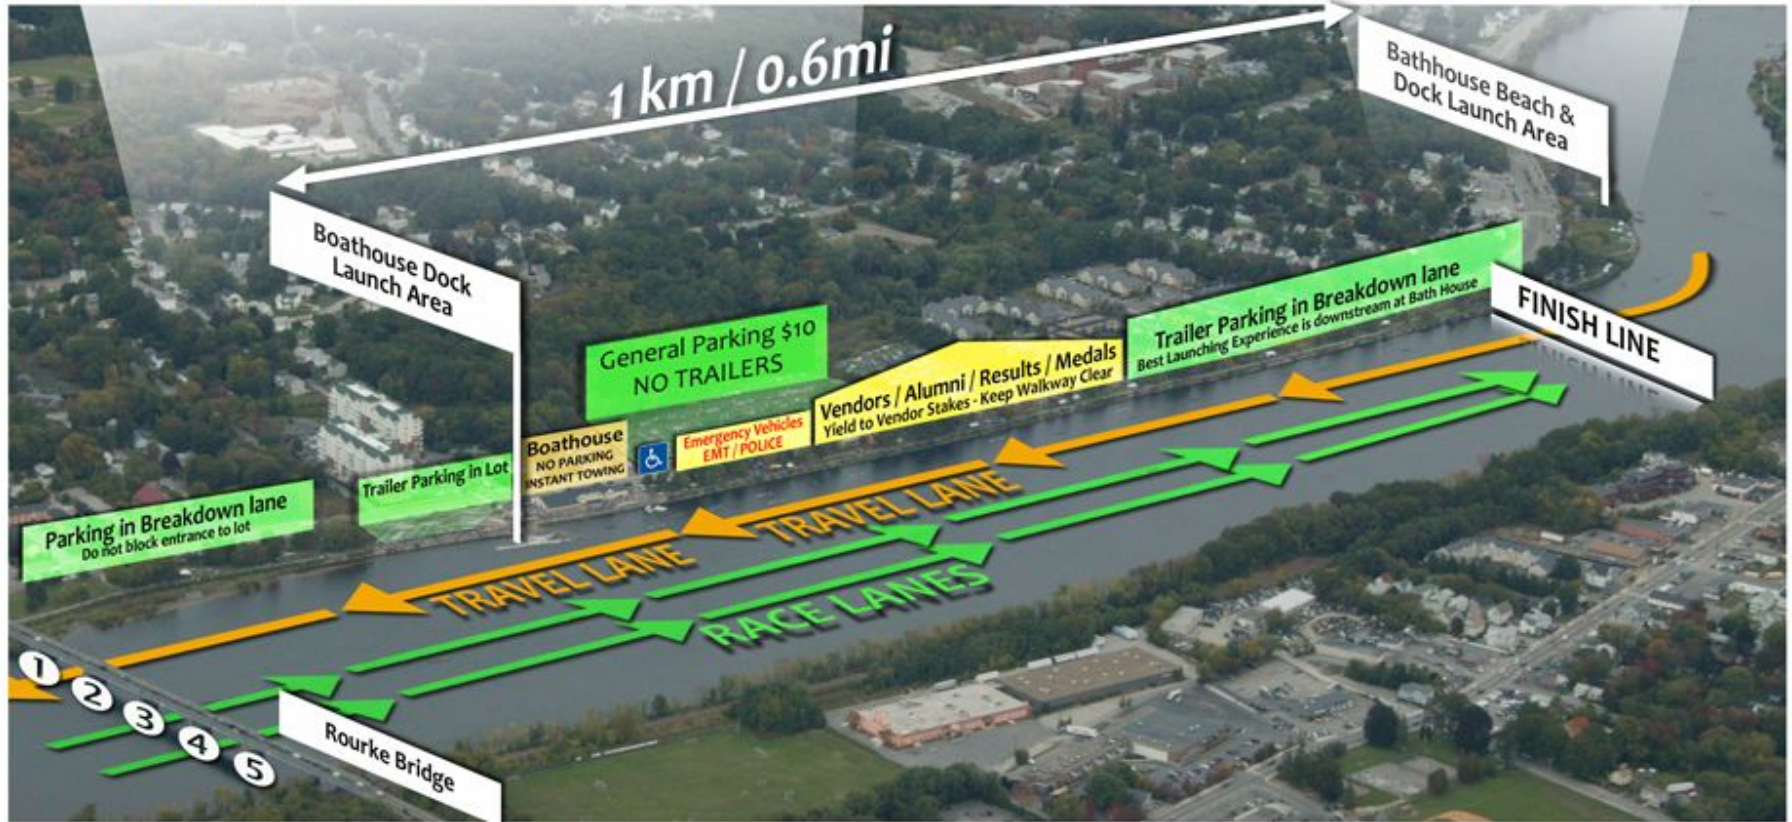 1 km / 0.6mi
Bathhouse Beach &
Dock Launch Area
Boathouse Dock
Launch Area
General Parking $10
NO TRAILERS
Trailer Parking in Breakdown lane
Best Launching Experience is downstream at Bath House
FINISH LINE
Vendors / Alumni / Results / Medals
Yield to Vendor Stakes - Keep Walkway Clear
Emergency Vehicles
EMT / POLICE
Boathouse
NO PARKING
INSTANT TOWING
Trailer Parking in Lot
Parking in Breakdown lane
Do not block entrance to lot
TRAVEL LANE
TRAVEL LANE
RACE LANES
1
2
3
4
5
Rourke Bridge